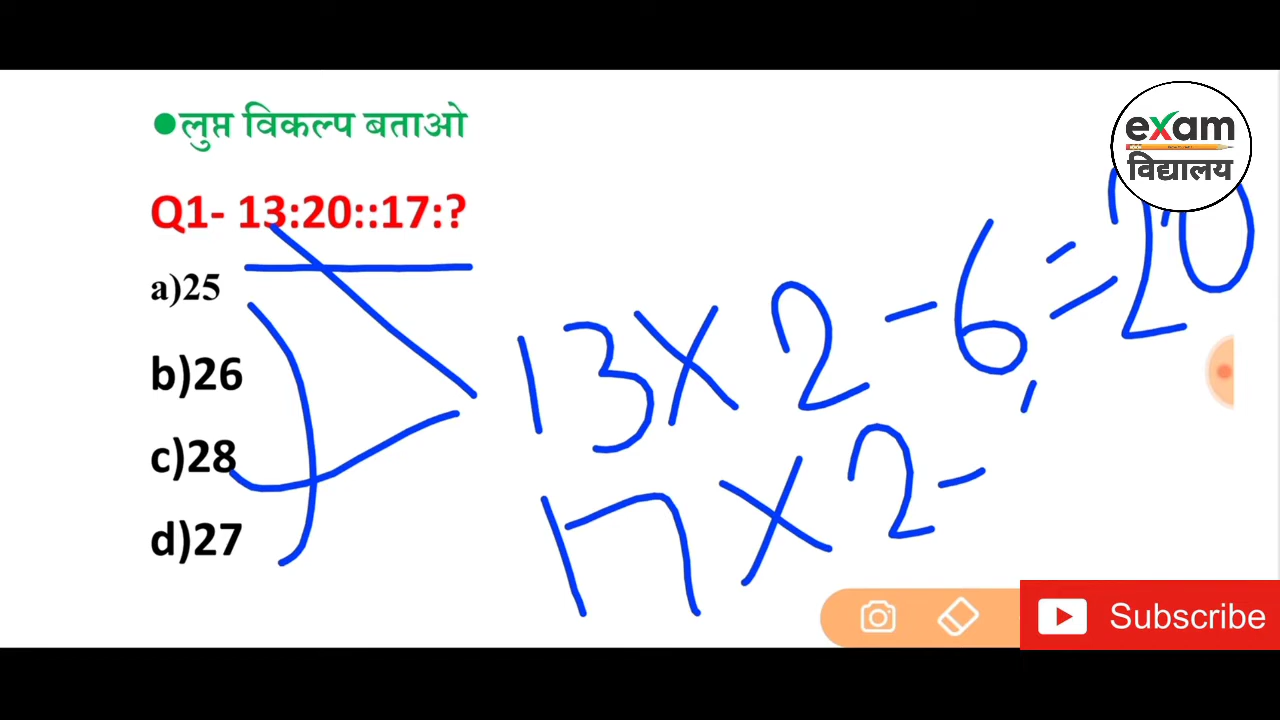 ●लुप्त विकल्प बताओ
exam
विद्यालय
Q1- 13:20::17:?
a)25
b)26
c)28
d)27
13 X 2 - 6 = 20
17 X 2 -
Subscribe